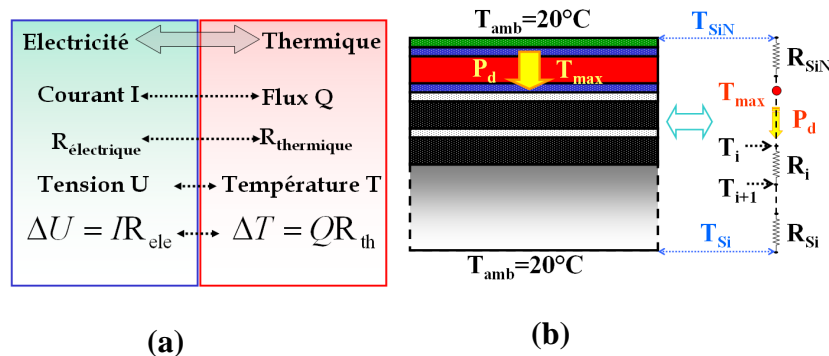 Electricité
Thermique
Courant I
Flux Q
Rélectrique
Rthermique
Tension U
Température T
ΔU = IRele
ΔT = QRth
(a)
Tamb=20°C
TSiN
RSiN
Pd
Tmax
Tmax
Pd
Ti
Ri
Ti+1
TSi
RSi
Tamb=20°C
(b)